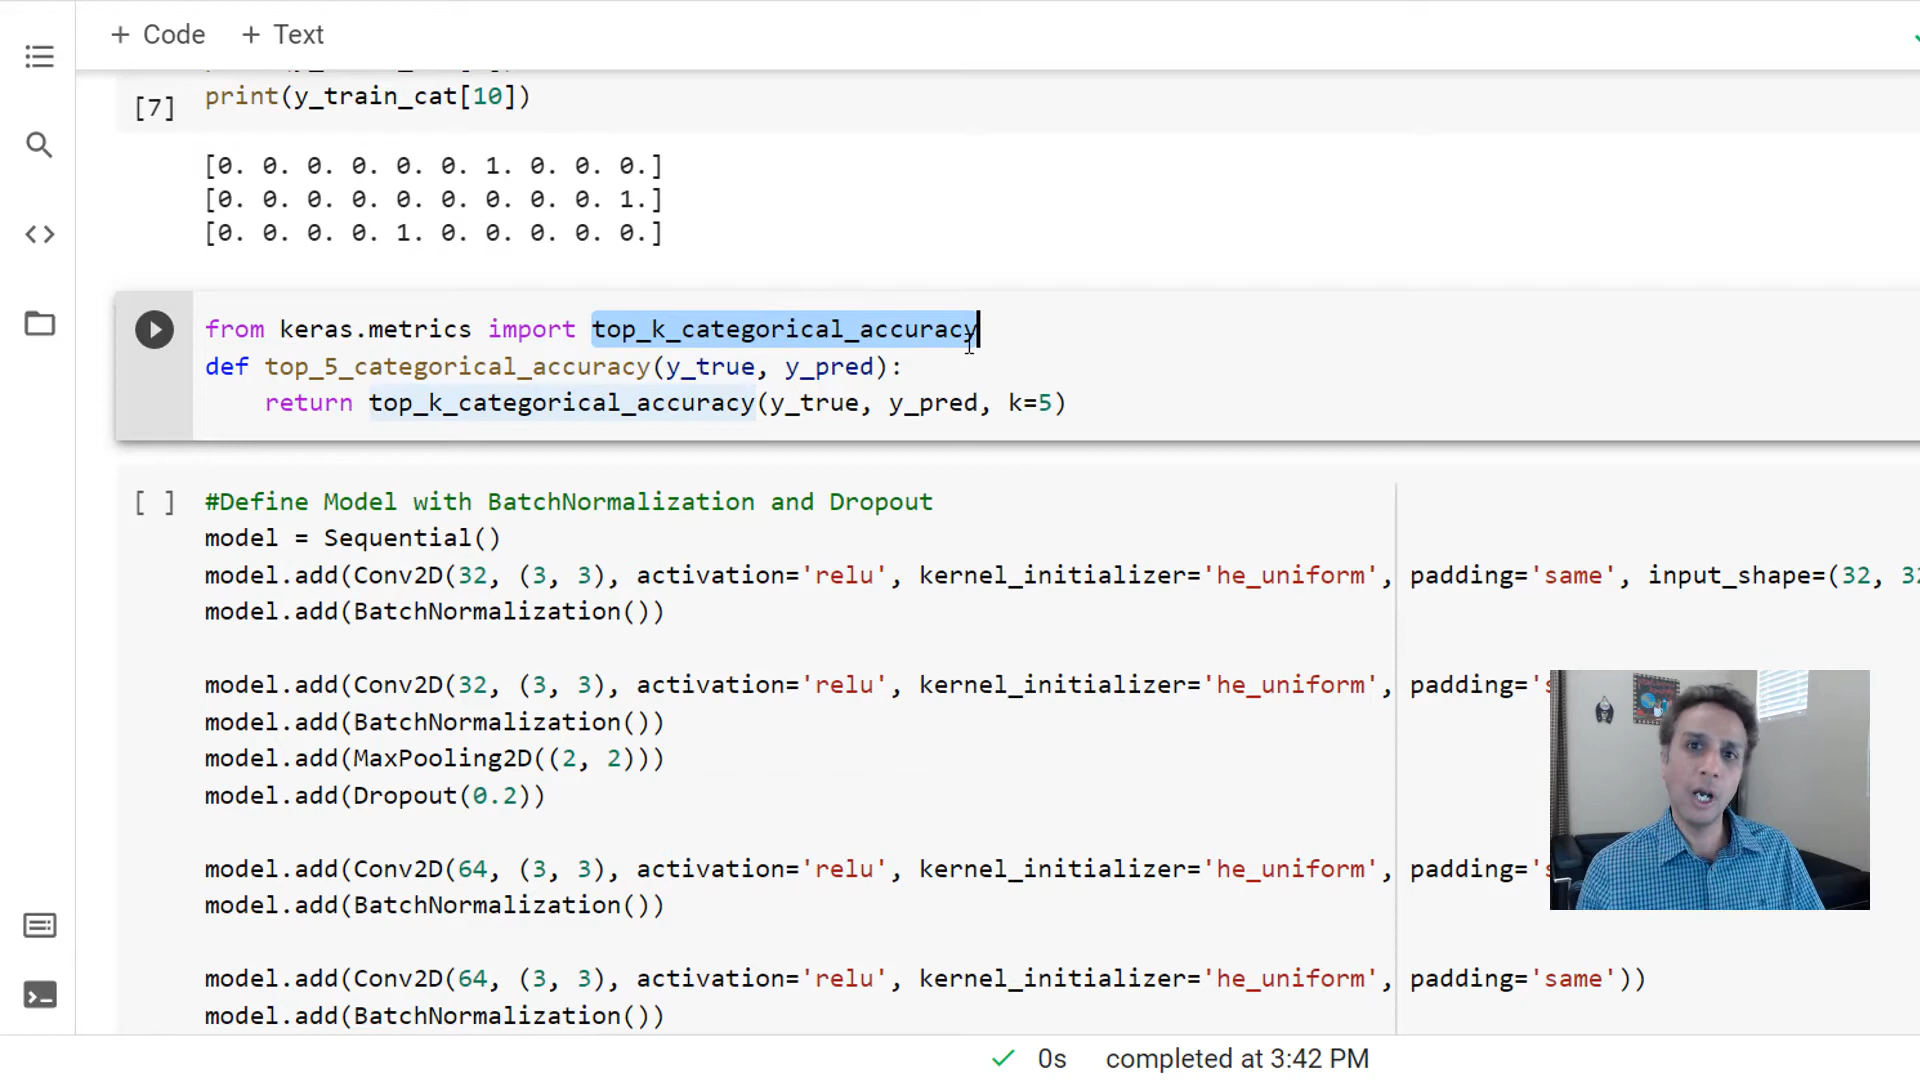 + Code + Text
print(y_train_cat[10])
[7]
[0. 0. 0. 0. 0. 0. 1. 0. 0. 0.]
[0. 0. 0. 0. 0. 0. 0. 0. 0. 1.]
[0. 0. 0. 0. 1. 0. 0. 0. 0. 0.]
from keras.metrics import top_k_categorical_accuracy
def top_5_categorical_accuracy(y_true, y_pred):
return top_k_categorical_accuracy(y_true, y_pred, k=5)
[ ] #Define Model with BatchNormalization and Dropout
model = Sequential()
model.add(Conv2D(32, (3, 3), activation='relu', kernel_initializer='he_uniform', padding='same', input_shape=(32,
model.add(BatchNormalization())
model.add(Conv2D(32, (3, 3), activation='relu', kernel_initializer='he_uniform', padding=
model.add(BatchNormalization())
model.add(MaxPooling2D((2, 2)))
model.add(Dropout(0.2))
model.add(Conv2D(64, (3, 3), activation='relu', kernel_initializer='he_uniform', padding=
model.add(BatchNormalization())
model.add(Conv2D(64, (3, 3), activation='relu', kernel_initializer='he_uniform', padding='same'))
model.add(BatchNormalization())
0s completed at 3:42 PM